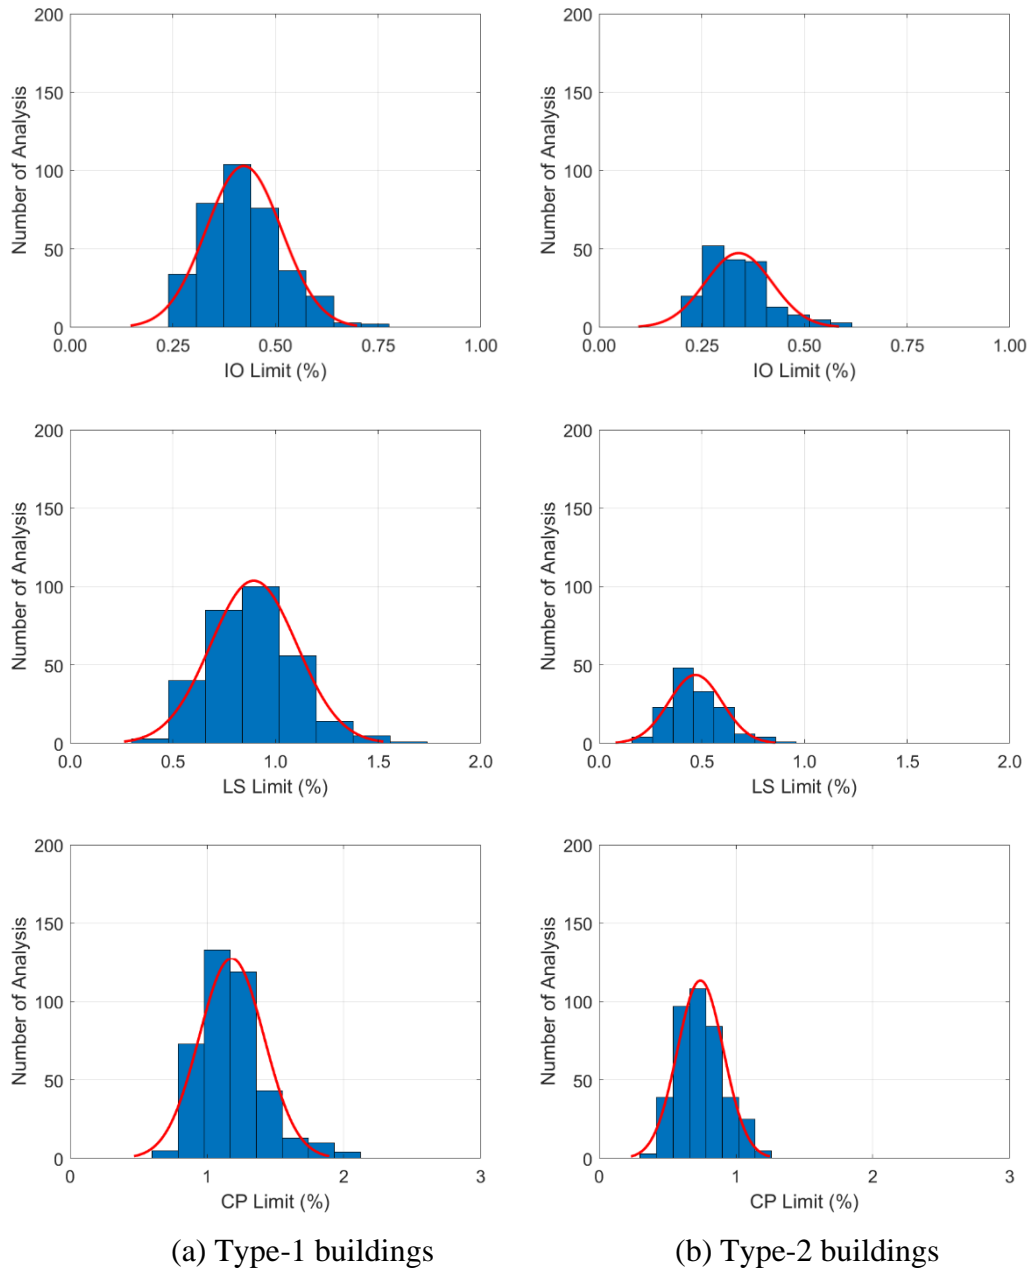 200
150
100
50
0
Number of Analysis
0.00 0.25 0.50 0.75 1.00
IO Limit (%)
200
150
100
50
0
Number of Analysis
0.00 0.25 0.50 0.75 1.00
IO Limit (%)
200
150
100
50
0
Number of Analysis
0.0 0.5 1.0 1.5 2.0
LS Limit (%)
200
150
100
50
0
Number of Analysis
0.0 0.5 1.0 1.5 2.0
LS Limit (%)
200
150
100
50
0
Number of Analysis
0 1 2 3
CP Limit (%)
200
150
100
50
0
Number of Analysis
0 1 2 3
CP Limit (%)
(a) Type-1 buildings
(b) Type-2 buildings